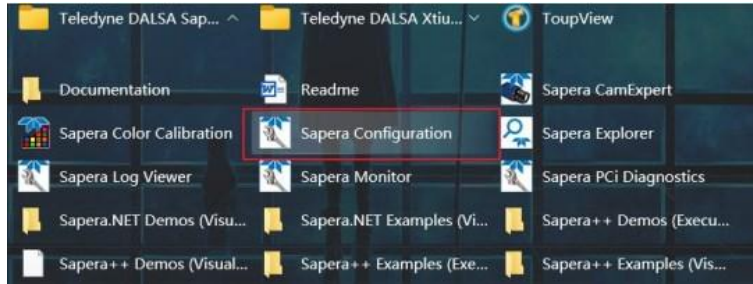 Teledyne DALSA Sap... Teledyne DALSA Xtiu... ToupView
Documentation Readme Sapera CamExpert
Sapera Color Calibration Sapera Configuration Sapera Explorer
Sapera Log Viewer Sapera Monitor Sapera PCi Diagnostics
Sapera.NET Demos (Visu... Sapera.NET Examples (Vi... Sapera++ Demos (Execu...
Sapera++ Demos (Visual... Sapera++ Examples (Exe... Sapera++ Examples (Vis...